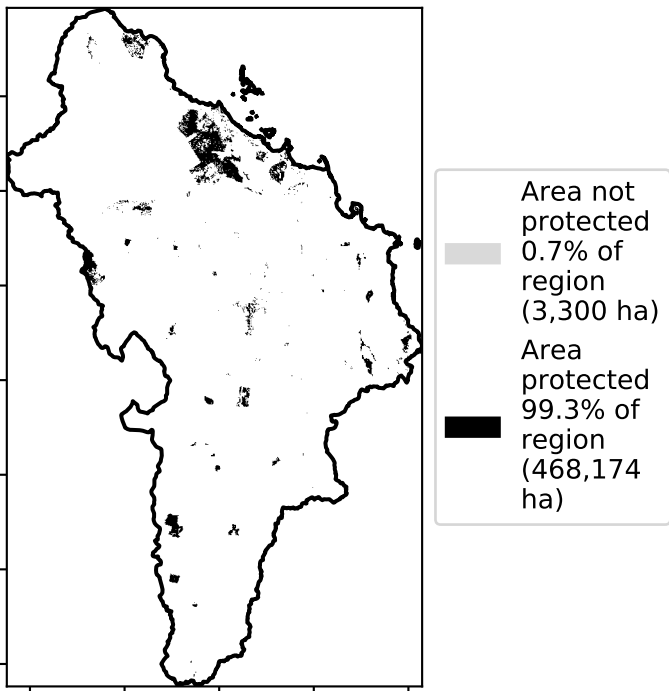 Area not
protected
0.7% of
region
(3,300 ha)
Area
protected
99.3% of
region
(468,174
ha)